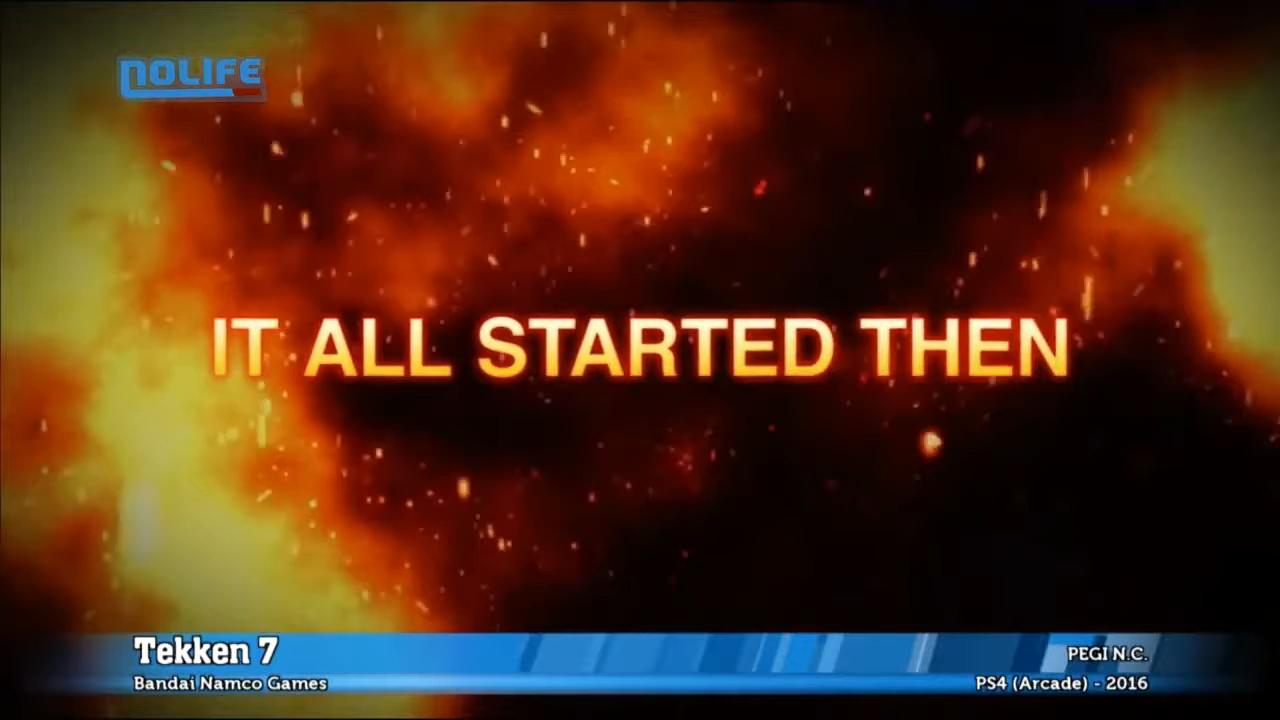 NOLIFE
IT ALL STARTED THEN
Tekken 7
PEGI N.C.
Bandai Namco Games
PS4 (Arcade) - 2016